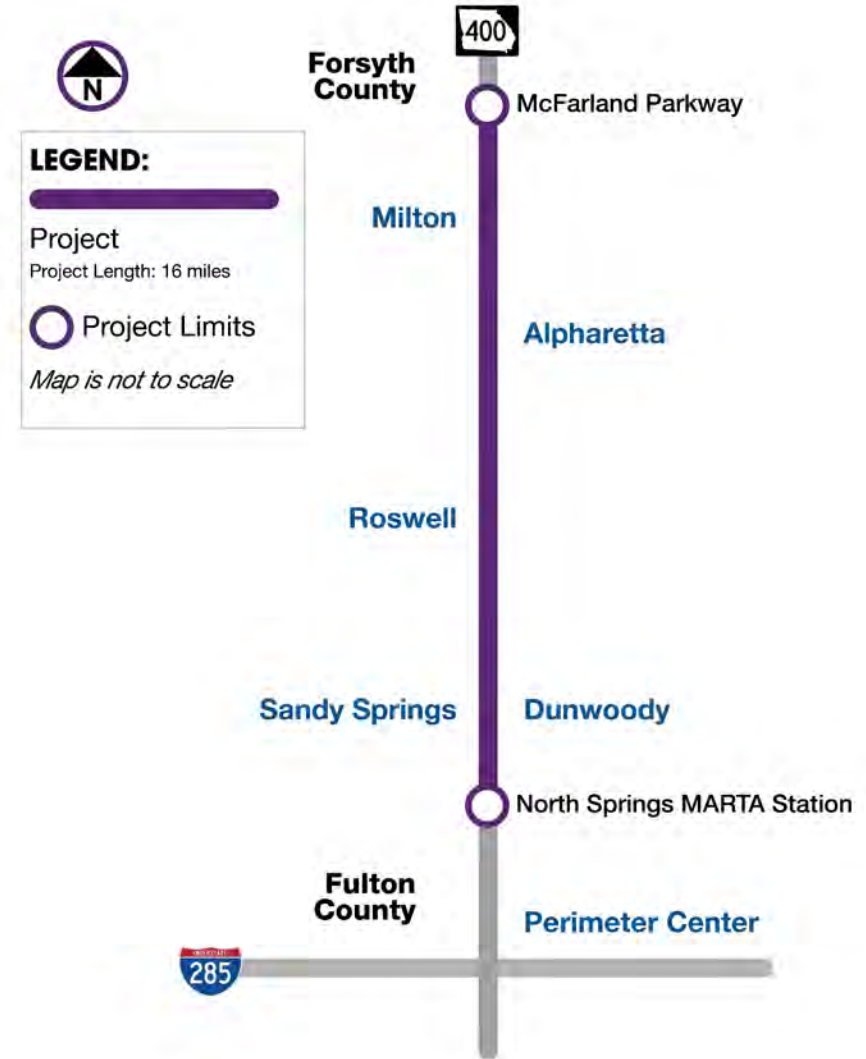 400
Forsyth
County
McFarland Parkway
N
LEGEND:
Project
Project Length: 16 miles
Project Limits
Map is not to scale
Milton
Alpharetta
Roswell
Sandy Springs
Dunwoody
North Springs MARTA Station
Fulton
County
Perimeter Center
INTERSTATE
285